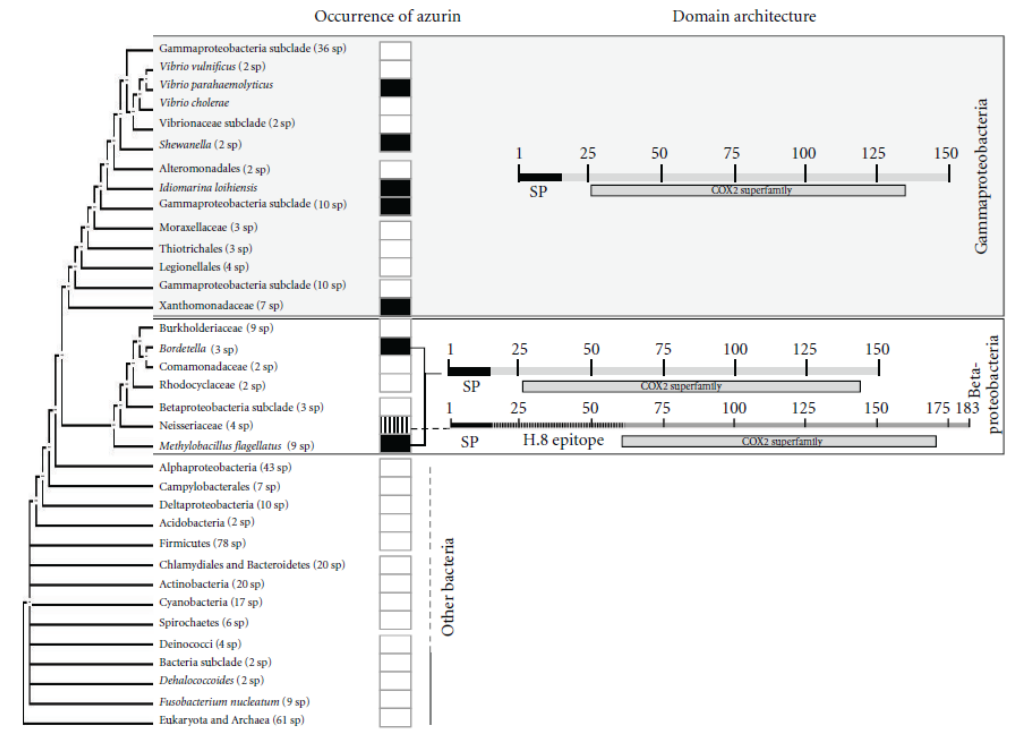 Occurrence of azurin
Domain architecture
Gammaproteobacteria subclade (36 sp)
Vibrio vulnificus (2 sp)
Vibrio parahaemolyticus
Vibrio cholerae
Vibrionaceae subclade (2 sp)
Shewanella (2 sp)
Alteromonadales (2 sp)
Idiomarina loihiensis
Gammaproteobacteria subclade (10 sp)
Moraxellaceae (3 sp)
Thiotrichales (3 sp)
Legionellales (4 sp)
Gammaproteobacteria subclade (10 sp)
Xanthomonadaceae (7 sp)
1 25 50 75 100 125 150
SP
COX2 superfamily
Gammaproteobacteria
Burkholderiaceae (9 sp)
Bordetella (3 sp)
Comamonadaceae (2 sp)
Rhodocyclaceae (2 sp)
Betaproteobacteria subclade (3 sp)
Neisseriaceae (4 sp)
Methylobacillus flagellatus (9 sp)
1 25 50 75 100 125 150
SP
COX2 superfamily
1 25 50 75 100 125 150 175 183
SP
H.8 epitope
COX2 superfamily
Beta-
proteobacteria
Alphaproteobacteria (43 sp)
Campylobacterales (7 sp)
Deltaproteobacteria (10 sp)
Acidobacteria (2 sp)
Firmicutes (78 sp)
Chlamydiales and Bacteroidetes (20 sp)
Actinobacteria (20 sp)
Cyanobacteria (17 sp)
Spirochaetes (6 sp)
Deinococci (4 sp)
Bacteria subclade (2 sp)
Dehalococcoides (2 sp)
Fusobacterium nucleatum (9 sp)
Eukaryota and Archaea (61 sp)
Other bacteria